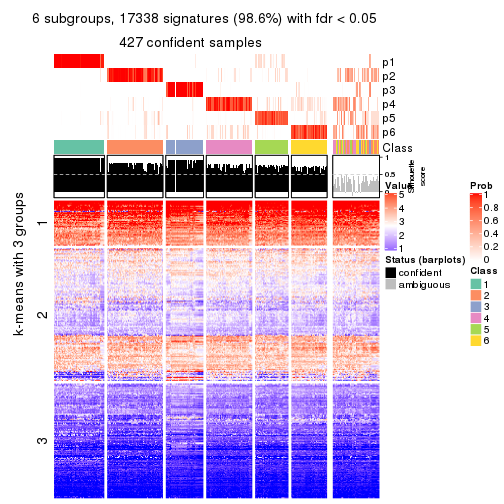 6 subgroups, 17338 signatures (98.6%) with fdr < 0.05
427 confident samples
p1
p2
p3
p4
p5
p6
Class
1
0.5
0
Silhouette
score
k-means with 3 groups
1
2
3
Value
5
4
3
2
1
Status (barplots)
confident
ambiguous
Prob
1
0.8
0.6
0.4
0.2
0
Class
1
2
3
4
5
6